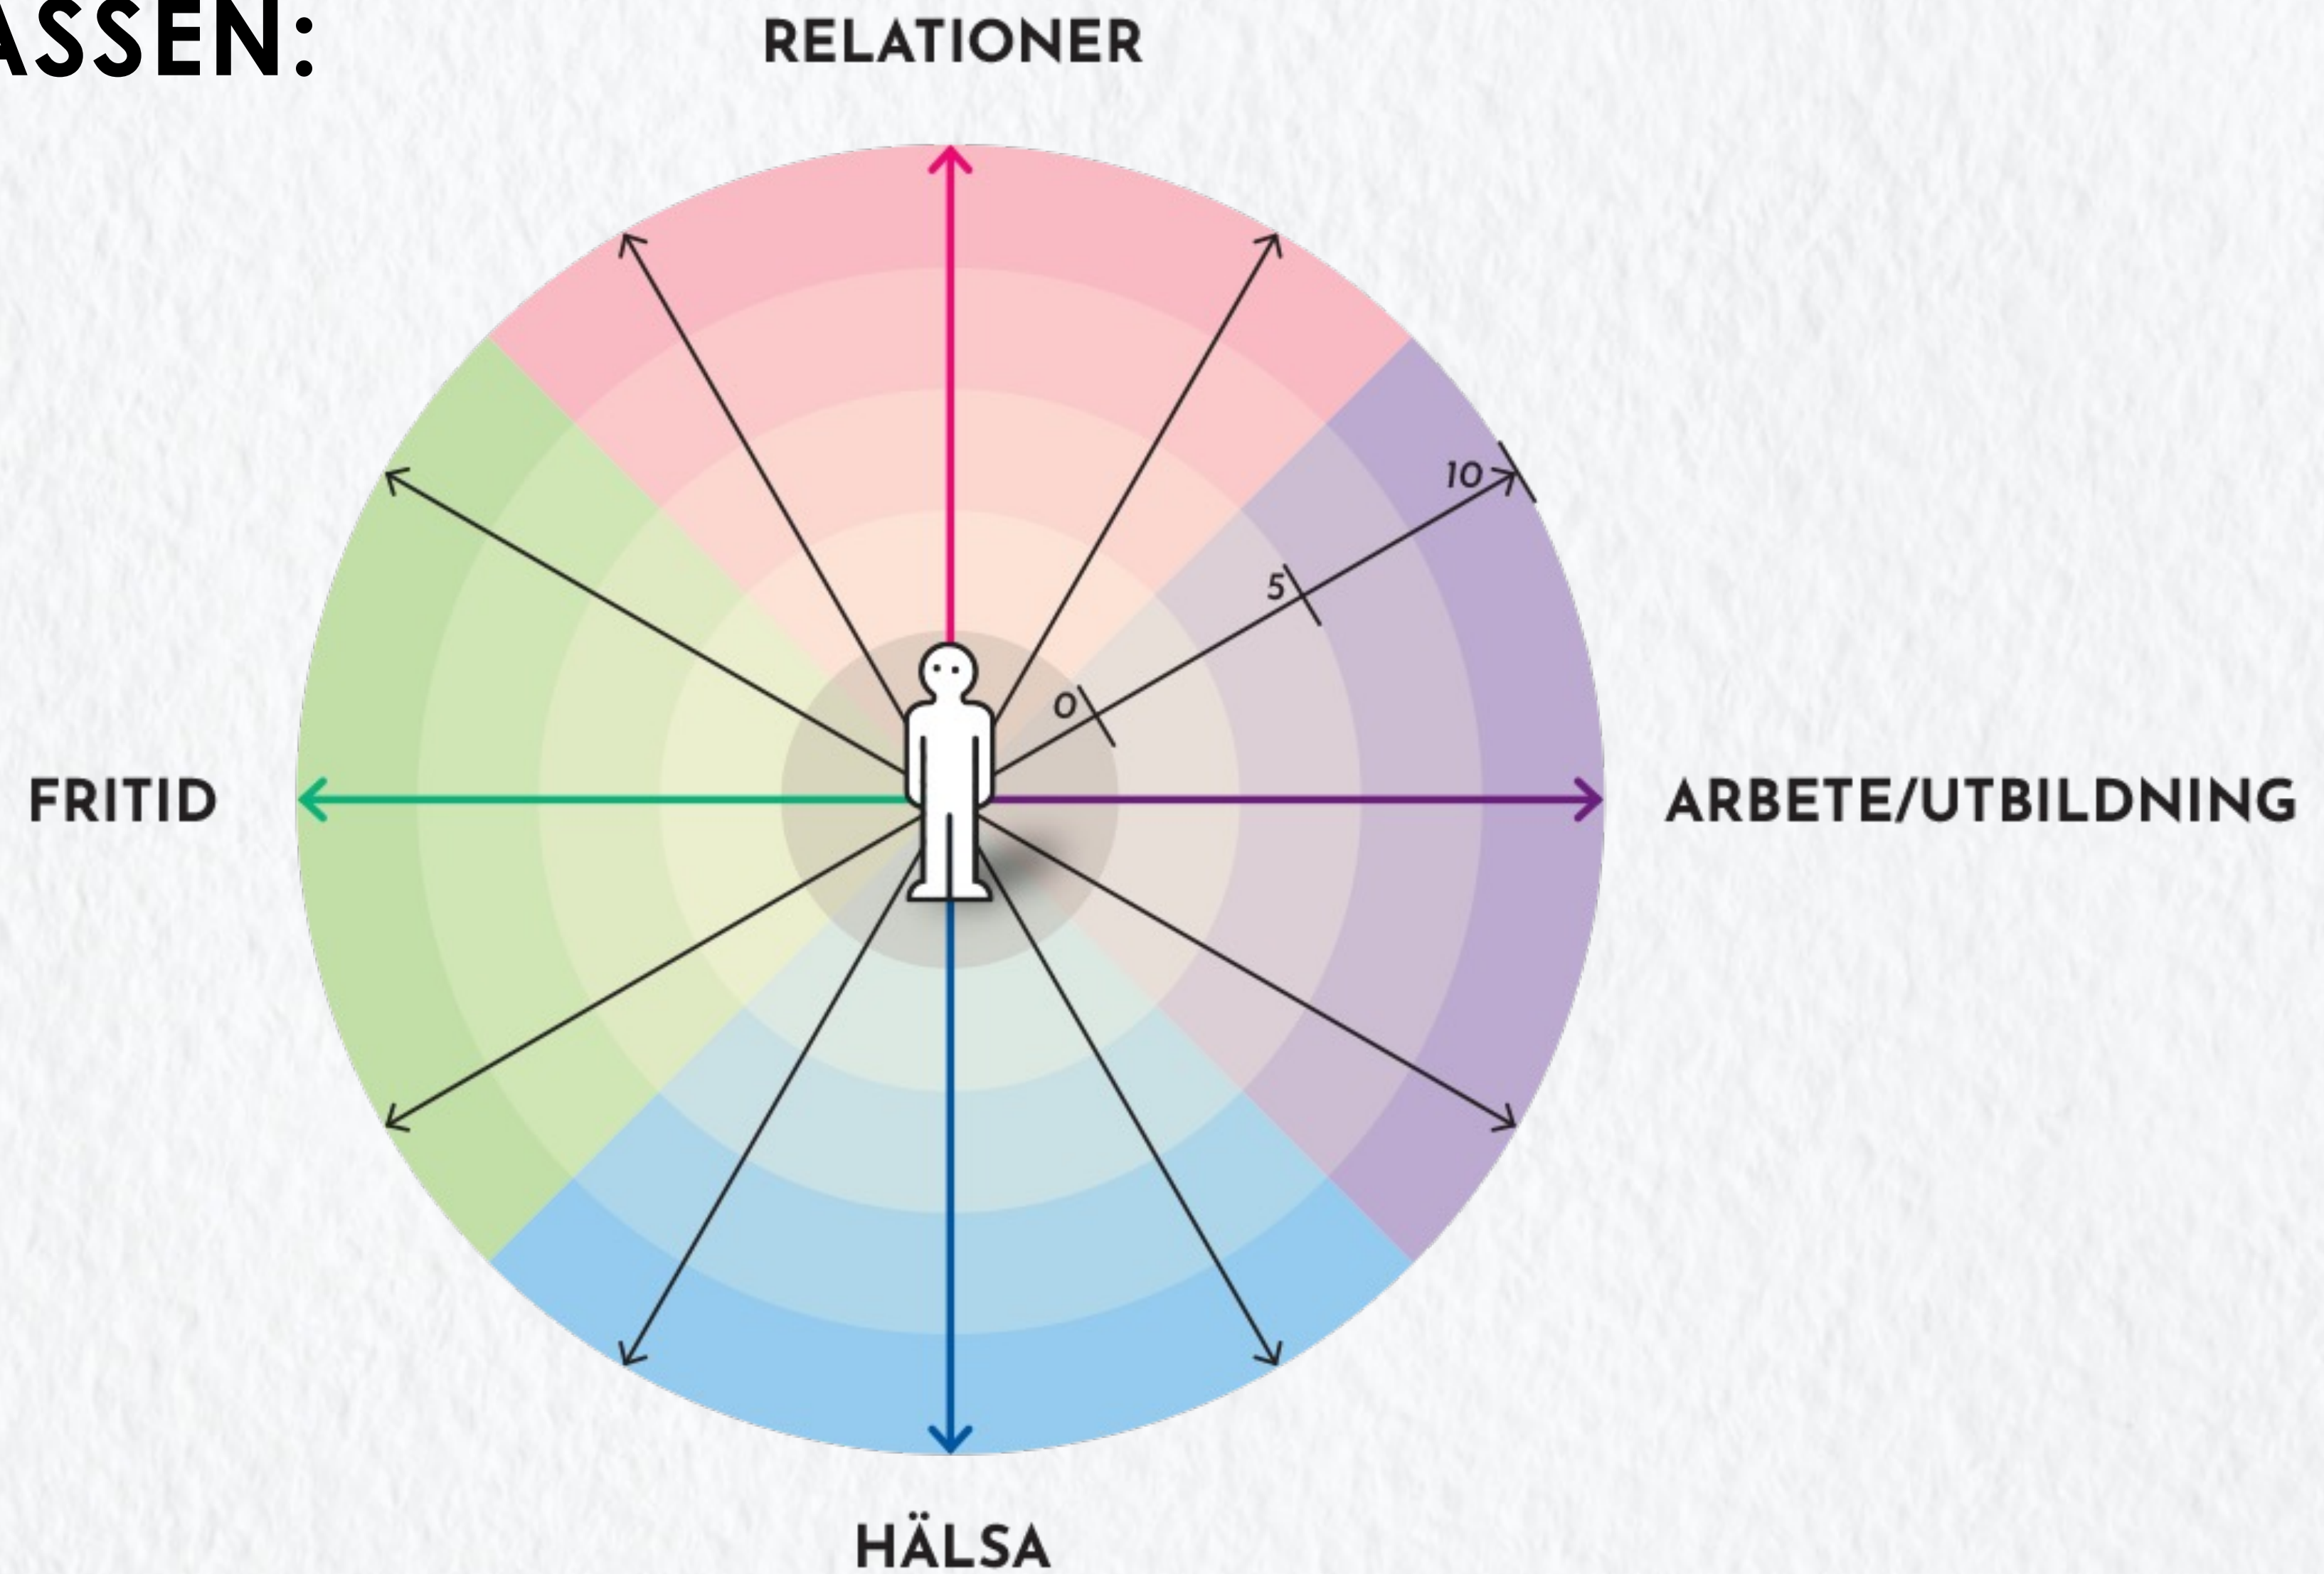 ASSEN:
RELATIONER
10
5
0
FRITID
ARBETE/UTBILDNING
HÄLSA